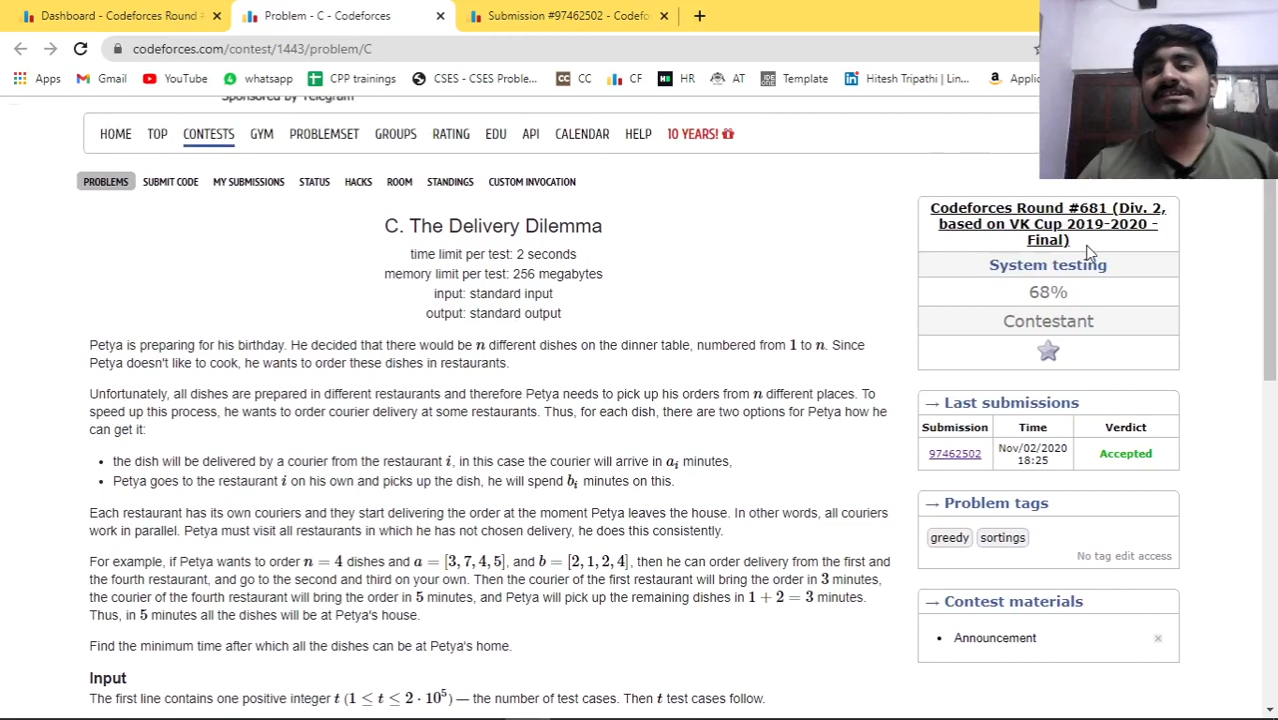 Dashboard - Codeforces Round #
Problem - C - Codeforces
Submission #97462502 - Codefo
codeforces.com/contest/1443/problem/C
Apps
Gmail
YouTube
whatsapp
CPP trainings
CSES - CSES Proble...
CC
CC
CF
HR
AT
IDE ONE
Template
Hitesh Tripathi | Lin...
Applic
Sponsored by Telegram
HOME TOP CONTESTS GYM PROBLEMSET GROUPS RATING EDU API CALENDAR HELP 10 YEARS!
PROBLEMS SUBMIT CODE MY SUBMISSIONS STATUS HACKS ROOM STANDINGS CUSTOM INVOCATION
C. The Delivery Dilemma
time limit per test: 2 seconds
memory limit per test: 256 megabytes
input: standard input
output: standard output
Petya is preparing for his birthday. He decided that there would be n different dishes on the dinner table, numbered from 1 to n. Since
Petya doesn't like to cook, he wants to order these dishes in restaurants.
Unfortunately, all dishes are prepared in different restaurants and therefore Petya needs to pick up his orders from n different places. To
speed up this process, he wants to order courier delivery at some restaurants. Thus, for each dish, there are two options for Petya how he
can get it:
• the dish will be delivered by a courier from the restaurant i, in this case the courier will arrive in aᵢ minutes,
• Petya goes to the restaurant i on his own and picks up the dish, he will spend bᵢ minutes on this.
Each restaurant has its own couriers and they start delivering the order at the moment Petya leaves the house. In other words, all couriers
work in parallel. Petya must visit all restaurants in which he has not chosen delivery, he does this consistently.
For example, if Petya wants to order n = 4 dishes and a = [3, 7, 4, 5], and b = [2, 1, 2, 4], then he can order delivery from the first and
the fourth restaurant, and go to the second and third on your own. Then the courier of the first restaurant will bring the order in 3 minutes,
the courier of the fourth restaurant will bring the order in 5 minutes, and Petya will pick up the remaining dishes in 1 + 2 = 3 minutes.
Thus, in 5 minutes all the dishes will be at Petya's house.
Find the minimum time after which all the dishes can be at Petya's home.
Input
The first line contains one positive integer t (1 ≤ t ≤ 2 · 10⁵) — the number of test cases. Then t test cases follow.
Codeforces Round #681 (Div. 2,
based on VK Cup 2019-2020 -
Final)
System testing
68%
Contestant
→ Last submissions
Submission Time Verdict
97462502 Nov/02/2020 18:25 Accepted
→ Problem tags
greedy sortings
No tag edit access
→ Contest materials
• Announcement